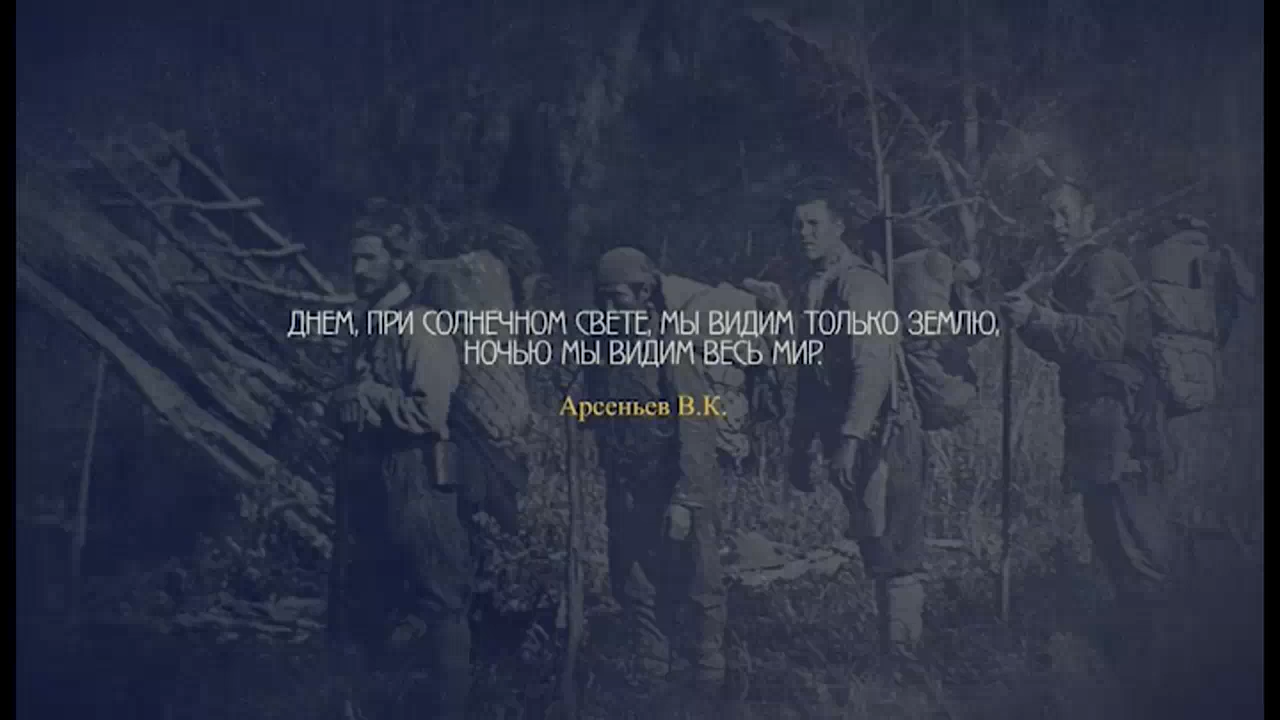 ДНЕМ, ПРИ СОЛНЕЧНОМ СВЕТЕ, МЫ ВИДИМ ТОЛЬКО ЗЕМЛЮ,
НОЧЬЮ МЫ ВИДИМ ВЕСЬ МИР.
Арсеньев В.К.